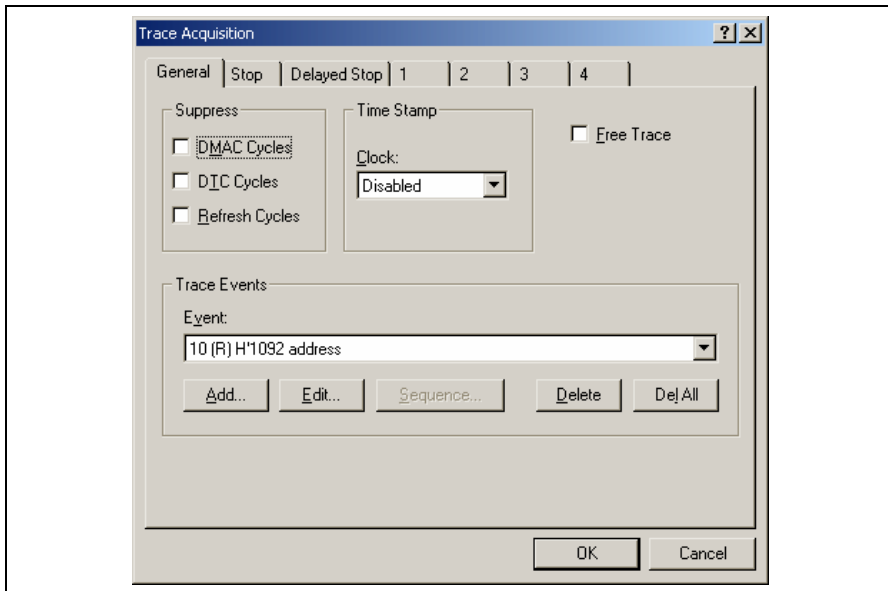 Trace Acquisition
General Stop Delayed Stop 1 2 3 4
Suppress
DMAC Cycles
DTC Cycles
Refresh Cycles
Time Stamp
Clock:
Disabled
Free Trace
Trace Events
Event:
10 (R) H'1092 address
Add... Edit... Sequence... Delete Del All
OK Cancel